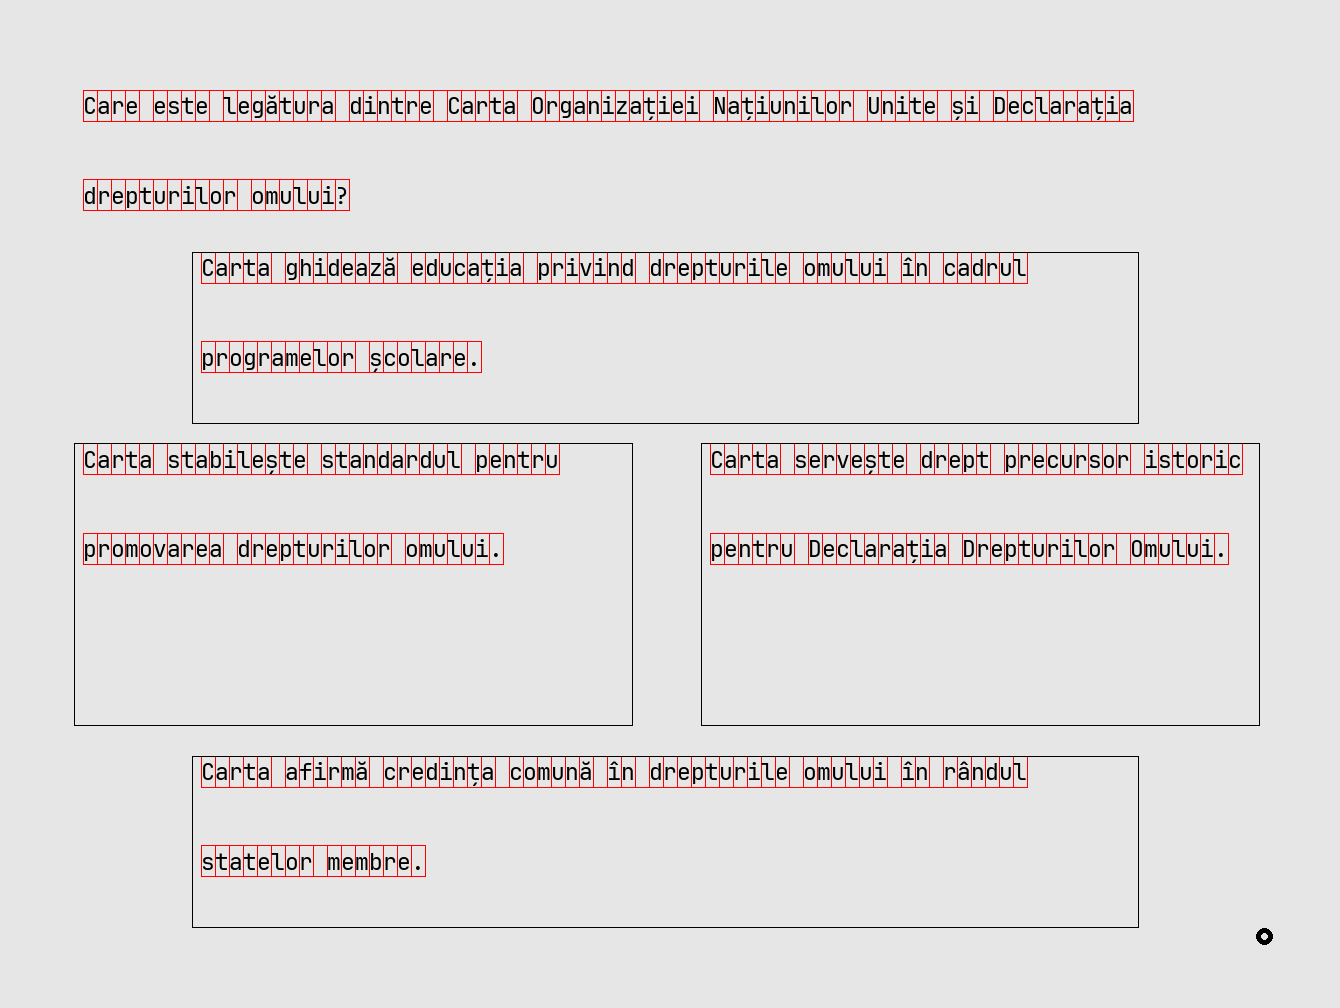 Care este legătura dintre Carta Organizației Națiunilor Unite și Declarația
drepturilor omului?
Carta ghidează educația privind drepturile omului în cadrul
programelor școlare.
Carta stabilește standardul pentru
promovarea drepturilor omului.
Carta servește drept precursor istoric
pentru Declarația Drepturilor Omului.
Carta afirmă credința comună în drepturile omului în rândul
statelor membre.